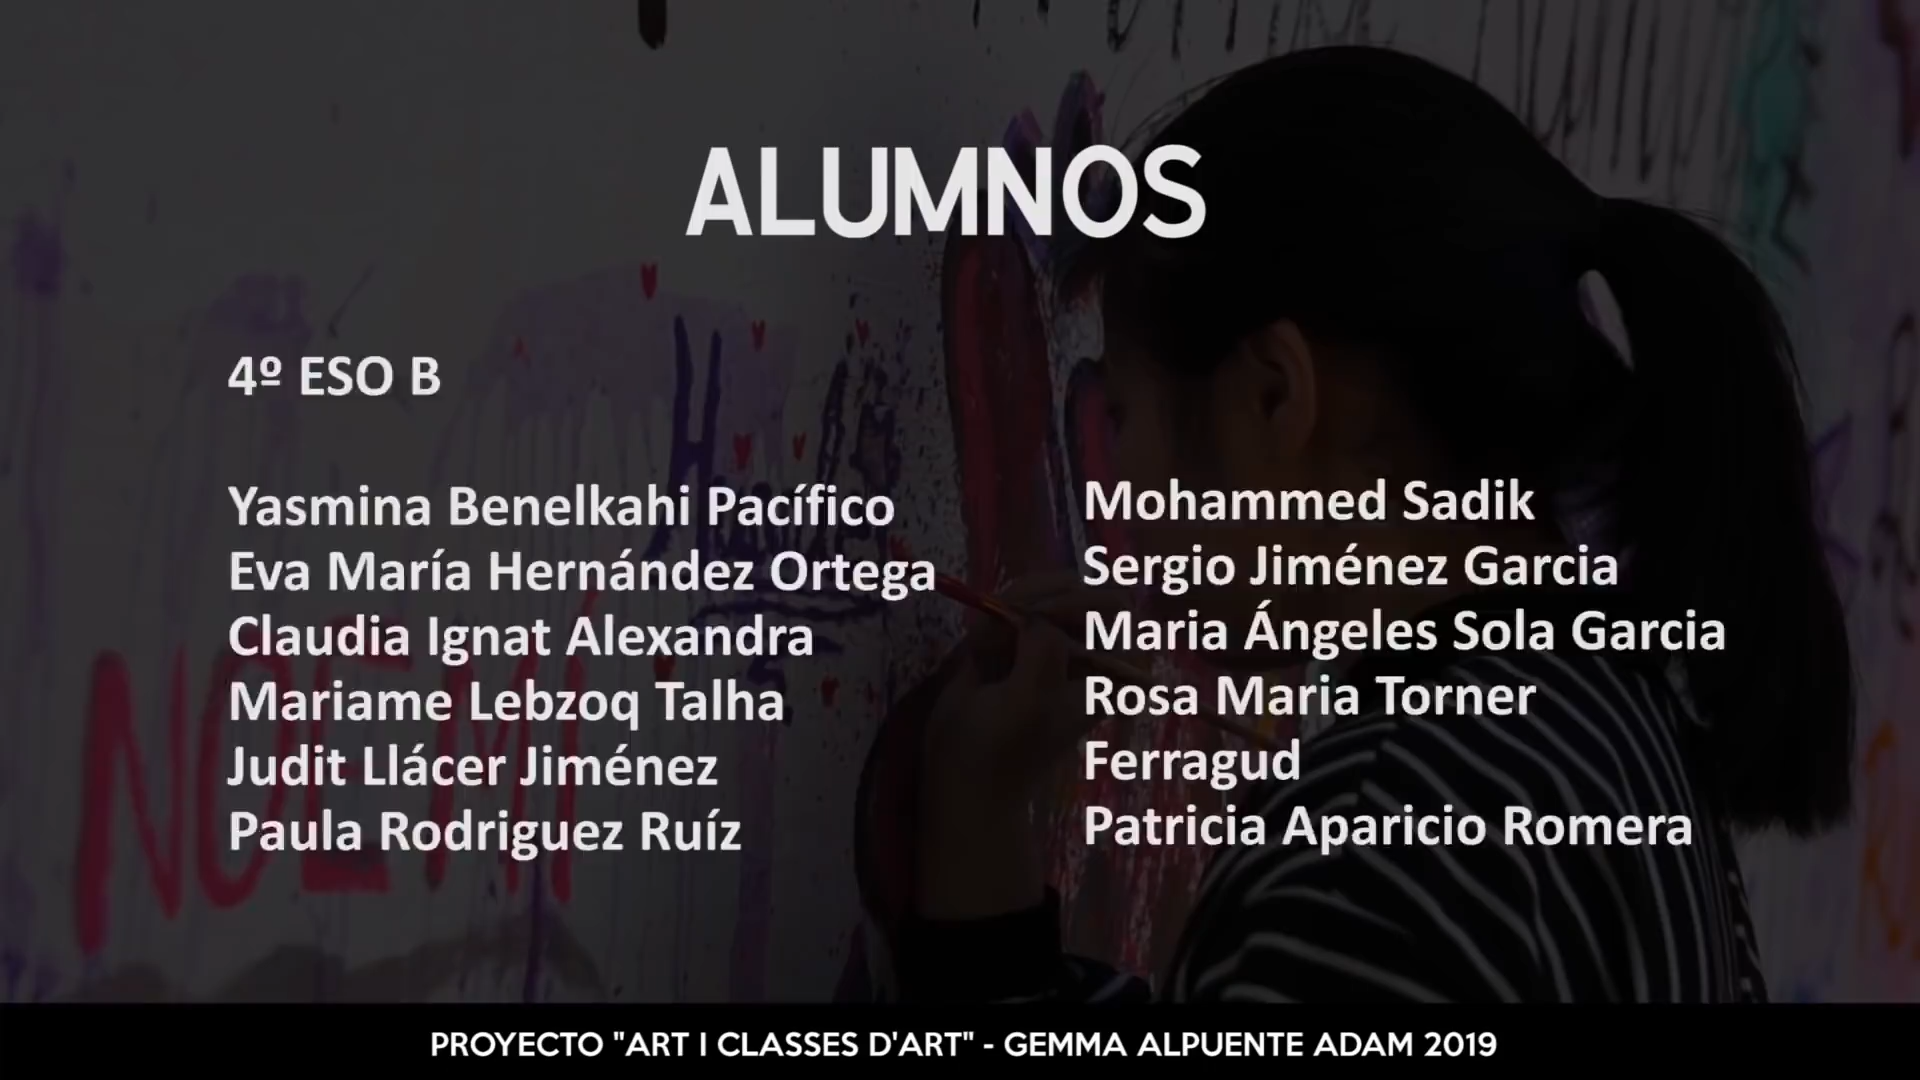 ALUMNOS
4º ESO B
Yasmina Benelkahi Pacífico
Eva María Hernández Ortega
Claudia Ignat Alexandra
Mariame Lebzoq Talha
Judit Llácer Jiménez
Paula Rodriguez Ruíz
Mohammed Sadik
Sergio Jiménez Garcia
Maria Ángeles Sola Garcia
Rosa Maria Torner
Ferragud
Patricia Aparicio Romera
NOEMÍ
PROYECTO "ART I CLASSES D'ART" - GEMMA ALPUENTE ADAM 2019